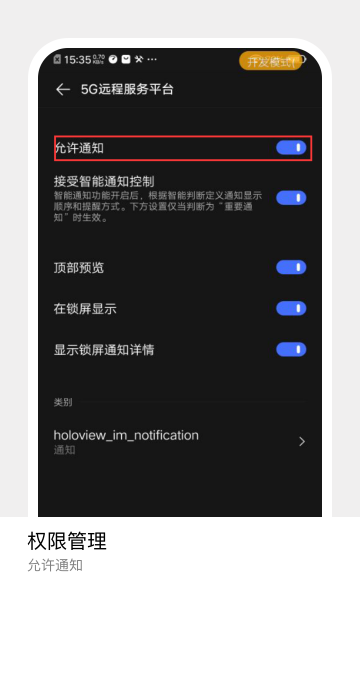 15:35 0.70 KB/s
开发模式
5G远程服务平台
允许通知
接受智能通知控制
智能通知功能开启后，根据智能判断定义通知显示
顺序和提醒方式。下方设置仅当判断为“重要通
知”时生效。
顶部预览
在锁屏显示
显示锁屏通知详情
类别
holoview_im_notification
通知
权限管理
允许通知